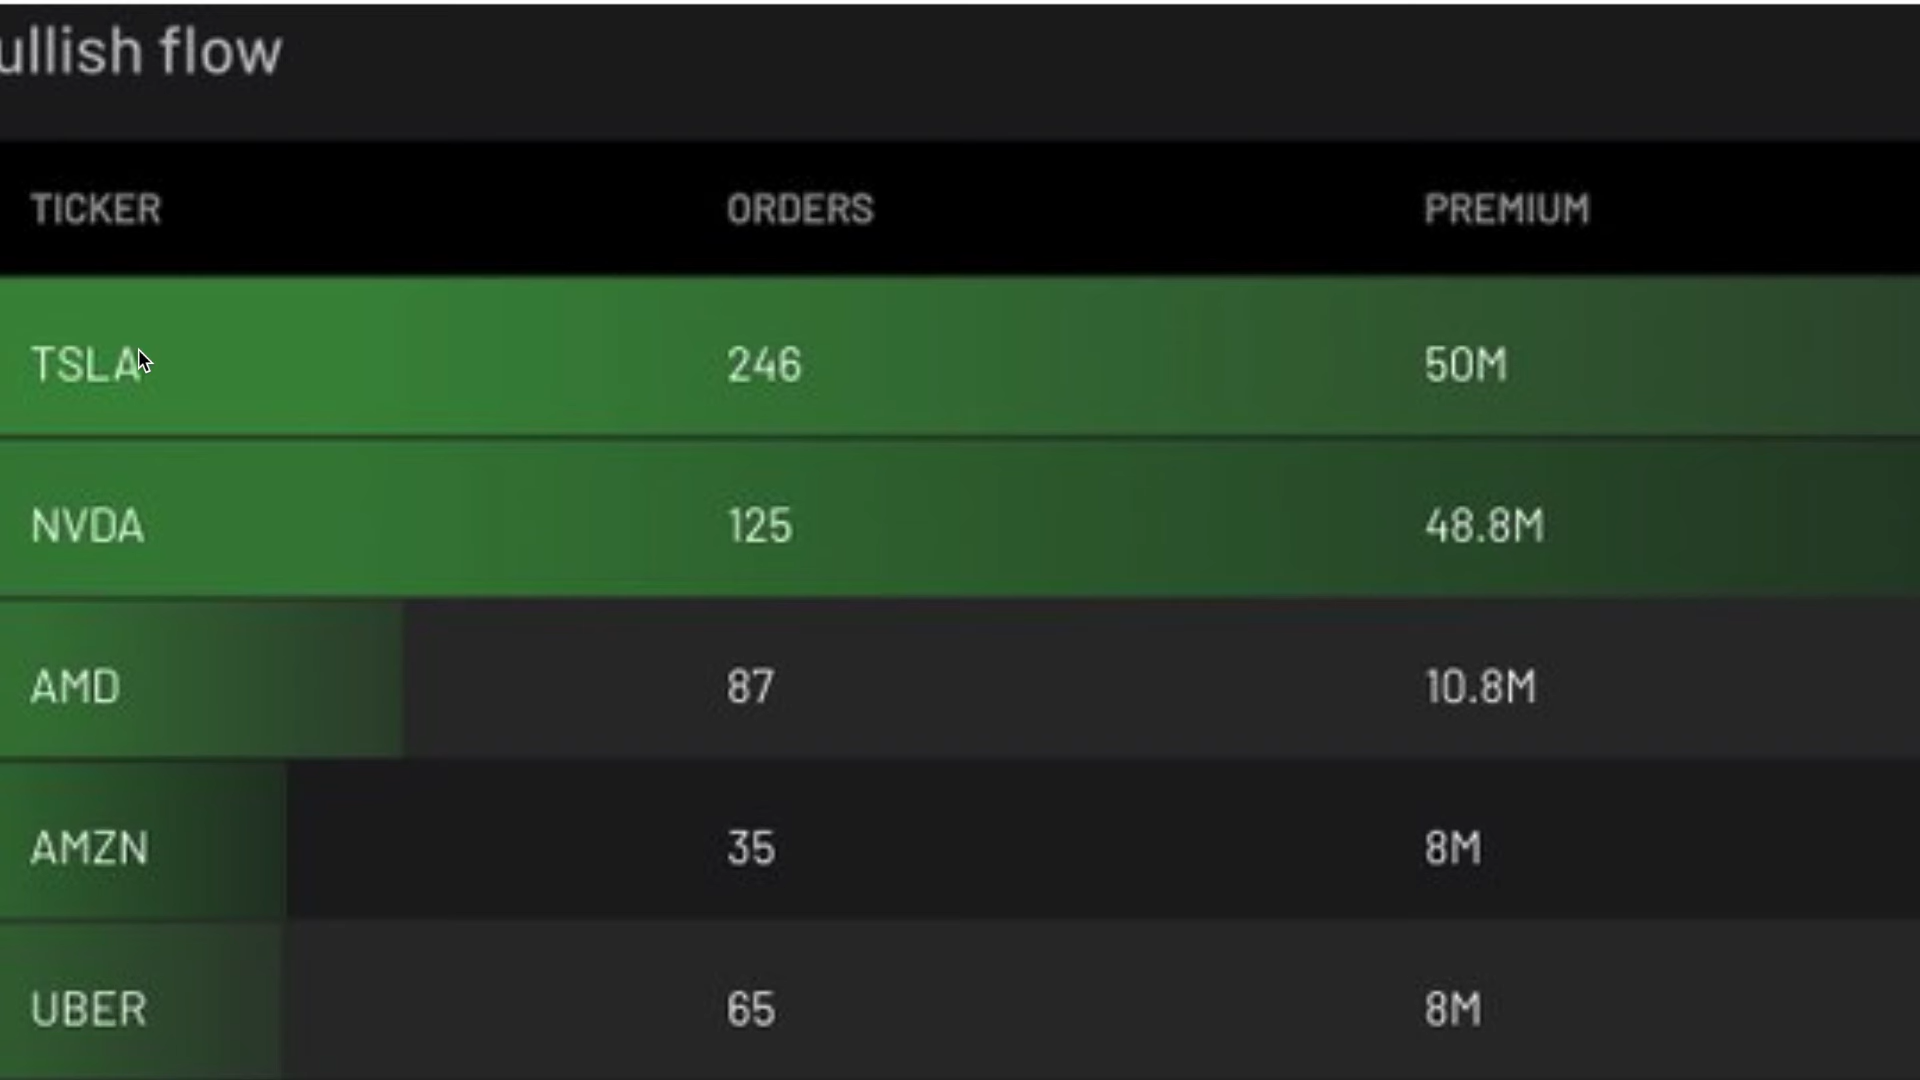 ullish flow
TICKER ORDERS PREMIUM
TSLA 246 50M
NVDA 125 48.8M
AMD 87 10.8M
AMZN 35 8M
UBER 65 8M